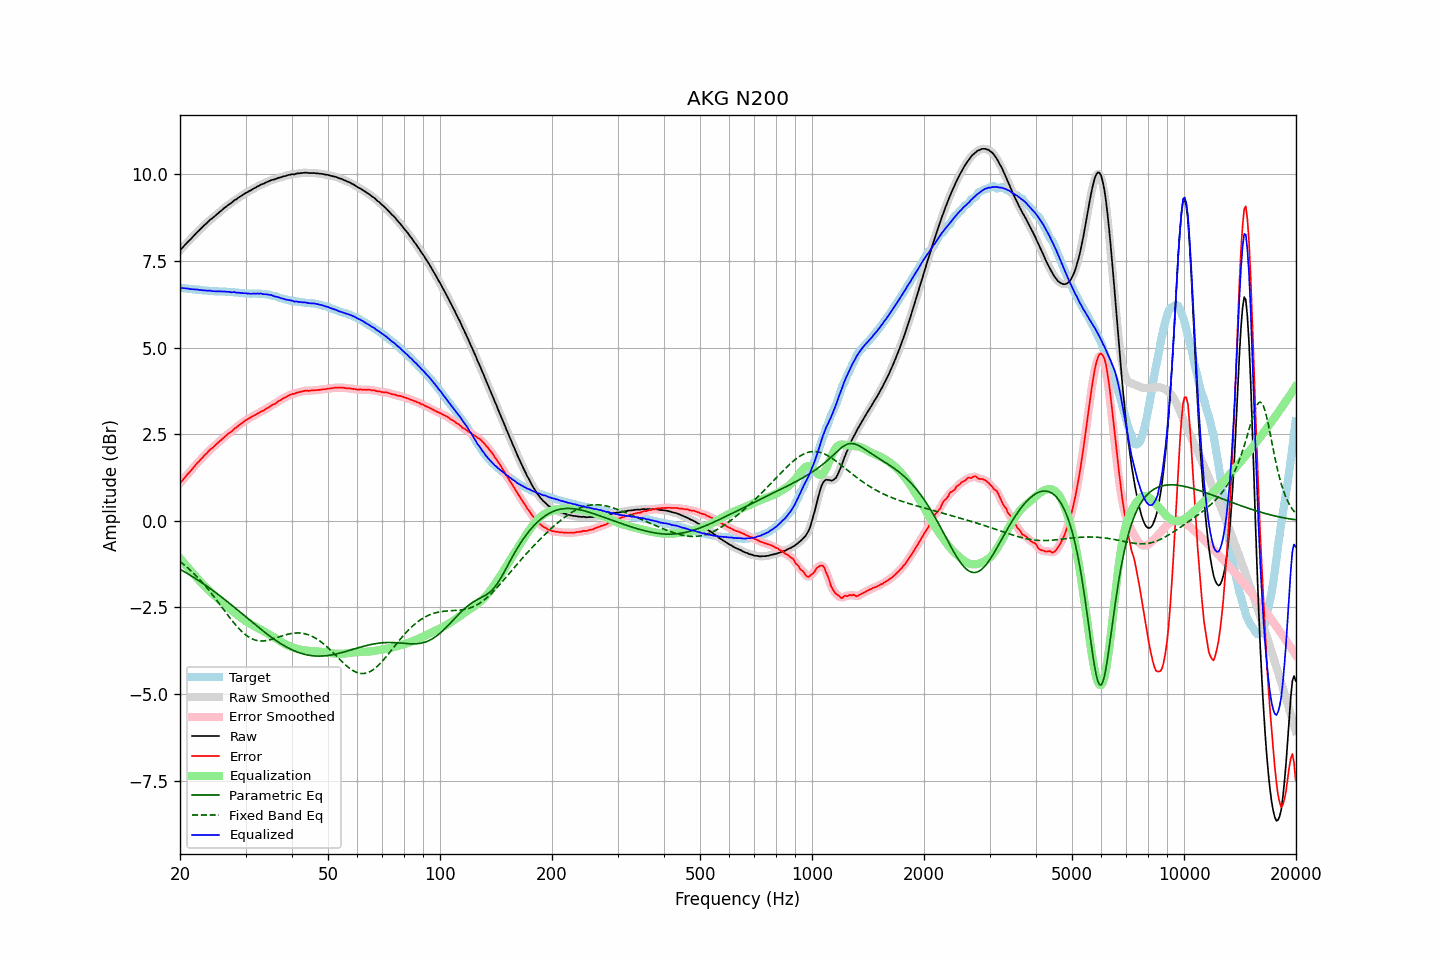 AKG N200
Amplitude (dBr)
10.0
7.5
5.0
2.5
0.0
−2.5
−5.0
−7.5
Target
Raw Smoothed
Error Smoothed
Raw
Error
Equalization
Parametric Eq
Fixed Band Eq
Equalized
20 50 100 200 500 1000 2000 5000 10000 20000
Frequency (Hz)